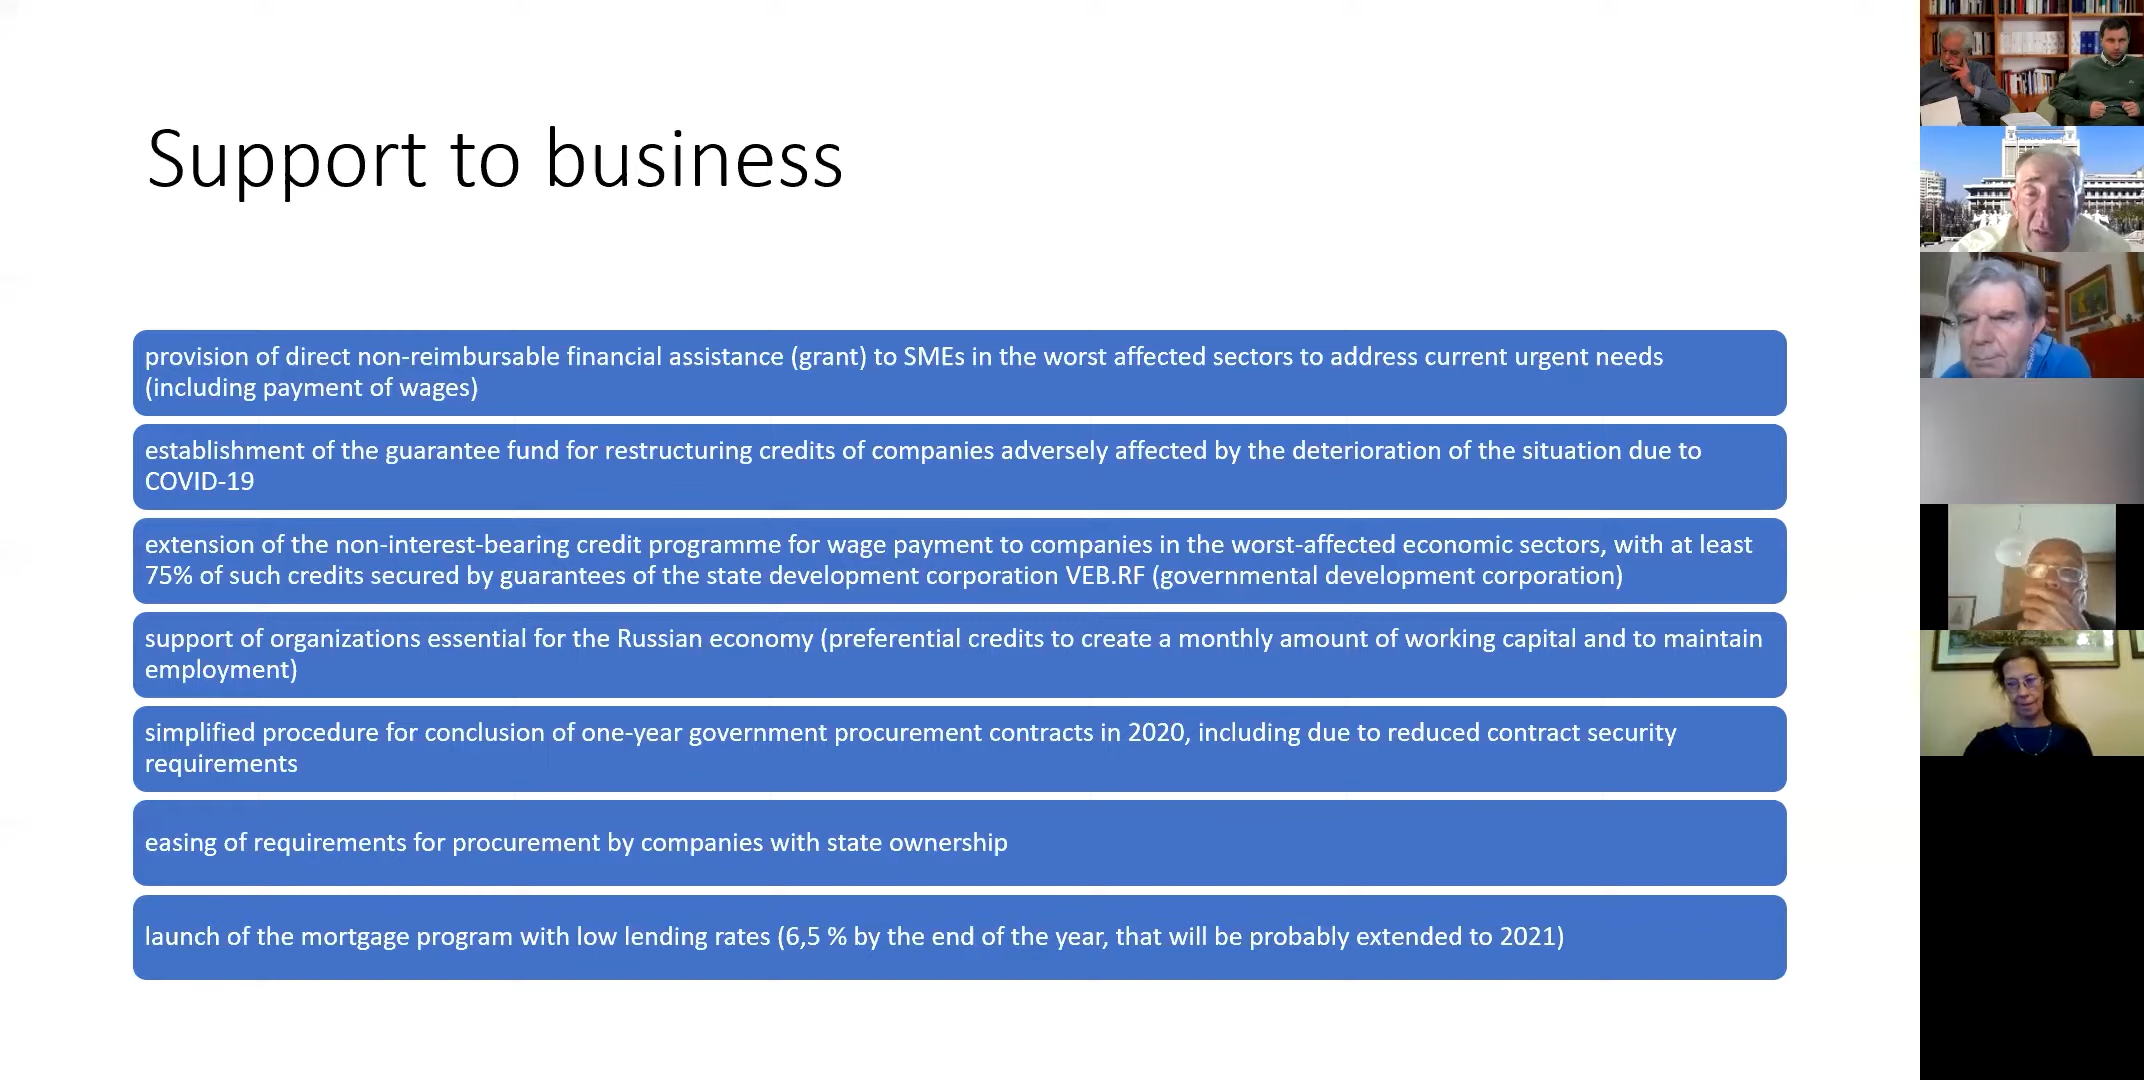 Support to business
provision of direct non-reimbursable financial assistance (grant) to SMEs in the worst affected sectors to address current urgent needs
(including payment of wages)
establishment of the guarantee fund for restructuring credits of companies adversely affected by the deterioration of the situation due to
COVID-19
extension of the non-interest-bearing credit programme for wage payment to companies in the worst-affected economic sectors, with at least
75% of such credits secured by guarantees of the state development corporation VEB.RF (governmental development corporation)
support of organizations essential for the Russian economy (preferential credits to create a monthly amount of working capital and to maintain
employment)
simplified procedure for conclusion of one-year government procurement contracts in 2020, including due to reduced contract security
requirements
easing of requirements for procurement by companies with state ownership
launch of the mortgage program with low lending rates (6,5 % by the end of the year, that will be probably extended to 2021)